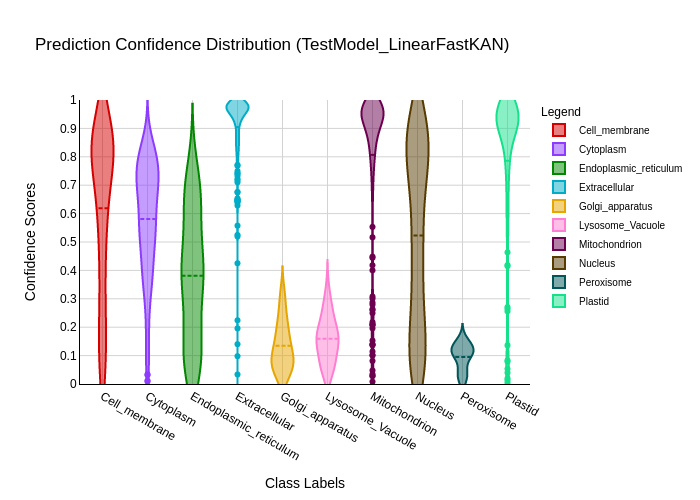 Prediction Confidence Distribution (TestModel_LinearFastKAN)
Confidence Scores
1
0.9
0.8
0.7
0.6
0.5
0.4
0.3
0.2
0.1
0
Cell_membrane
Cytoplasm
Endoplasmic_reticulum
Extracellular
Golgi_apparatus
Lysosome_Vacuole
Mitochondrion
Nucleus
Peroxisome
Plastid
Class Labels
Legend
Cell_membrane
Cytoplasm
Endoplasmic_reticulum
Extracellular
Golgi_apparatus
Lysosome_Vacuole
Mitochondrion
Nucleus
Peroxisome
Plastid